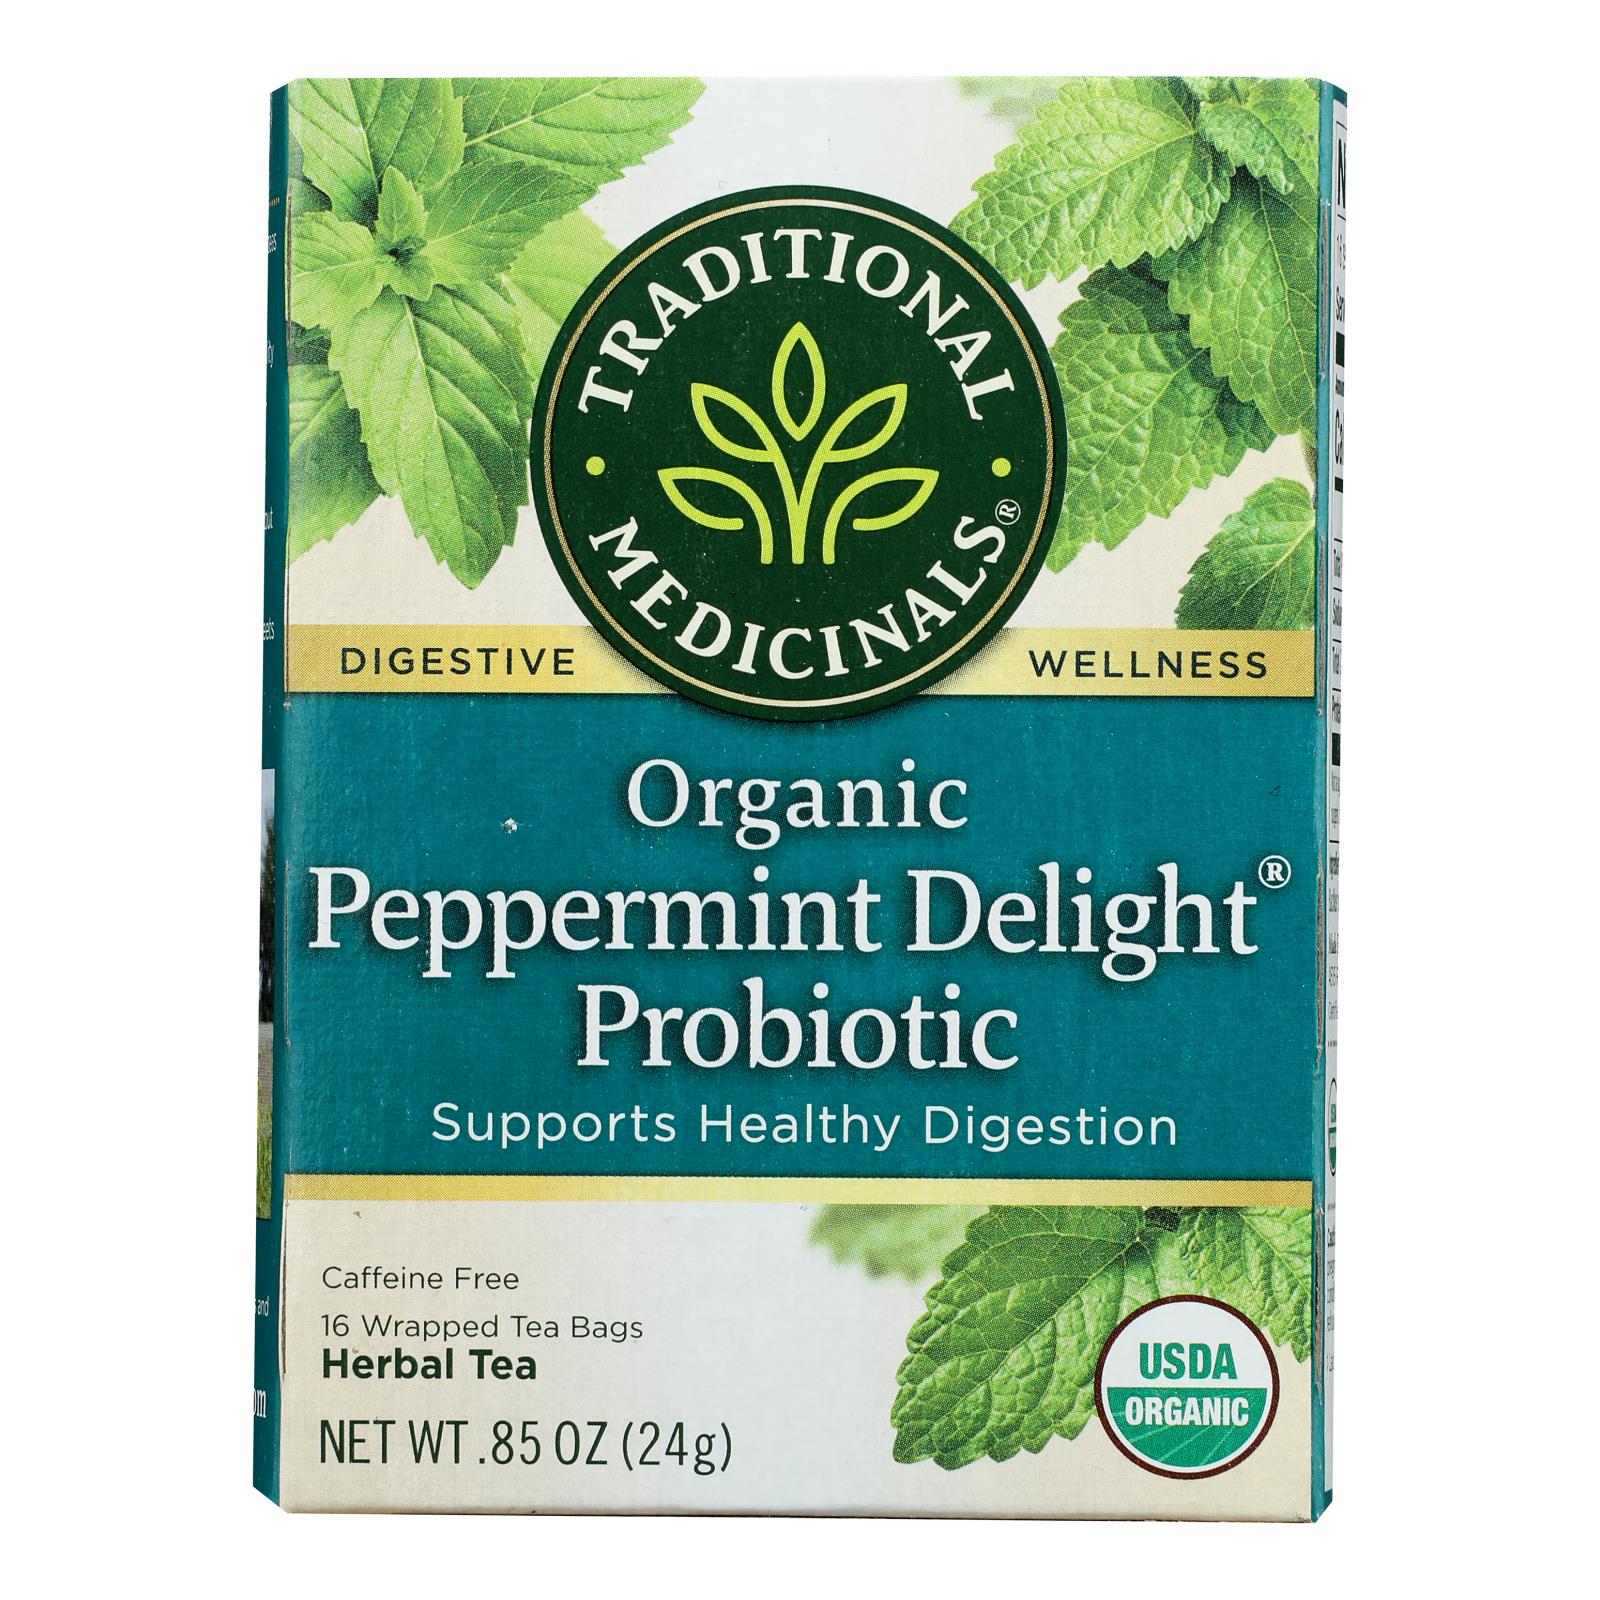 TRADITIONAL
MEDICINALS®
DIGESTIVE WELLNESS
Organic
Peppermint Delight®
Probiotic
Supports Healthy Digestion
Caffeine Free
16 Wrapped Tea Bags
Herbal Tea
NET WT .85 OZ (24g)
USDA
ORGANIC